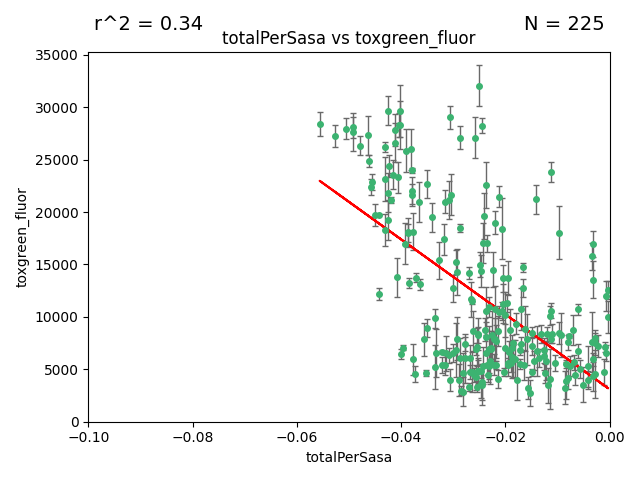 r^2 = 0.34
N = 225
totalPerSasa vs toxgreen_fluor
35000
30000
25000
20000
15000
10000
5000
0
toxgreen_fluor
−0.10
−0.08
−0.06
−0.04
−0.02
0.00
totalPerSasa